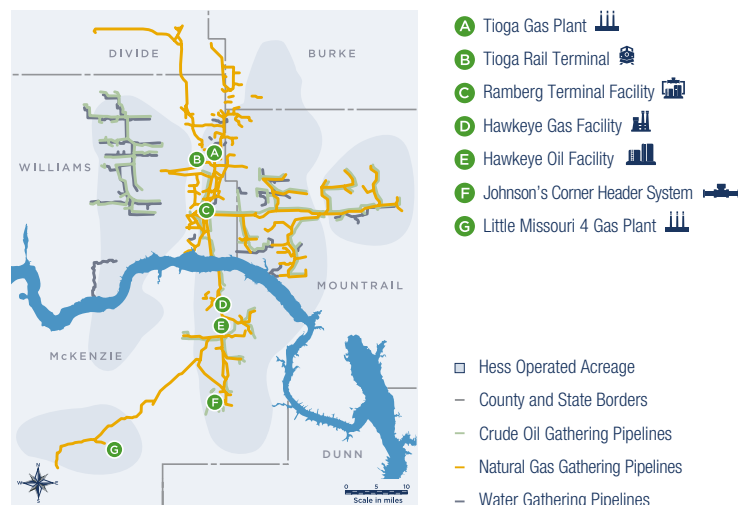 DIVIDE
BURKE
WILLIAMS
MOUNTRAIL
McKENZIE
DUNN
A
B
C
D
E
F
G
N
W E
S
0 5 10
Scale in miles
A Tioga Gas Plant
B Tioga Rail Terminal
C Ramberg Terminal Facility
D Hawkeye Gas Facility
E Hawkeye Oil Facility
F Johnson's Corner Header System
G Little Missouri 4 Gas Plant
Hess Operated Acreage
County and State Borders
Crude Oil Gathering Pipelines
Natural Gas Gathering Pipelines
Water Gathering Pipelines